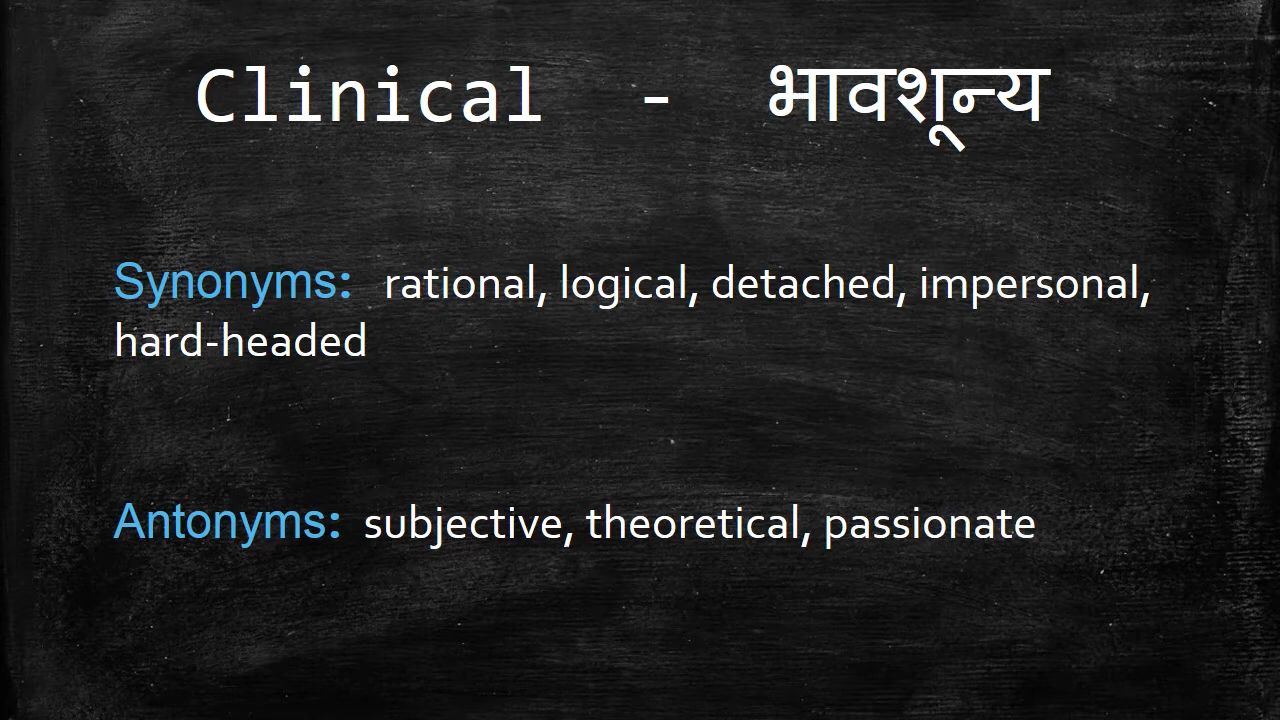 Clinical - भावशून्य
Synonyms: rational, logical, detached, impersonal,
hard-headed
Antonyms: subjective, theoretical, passionate